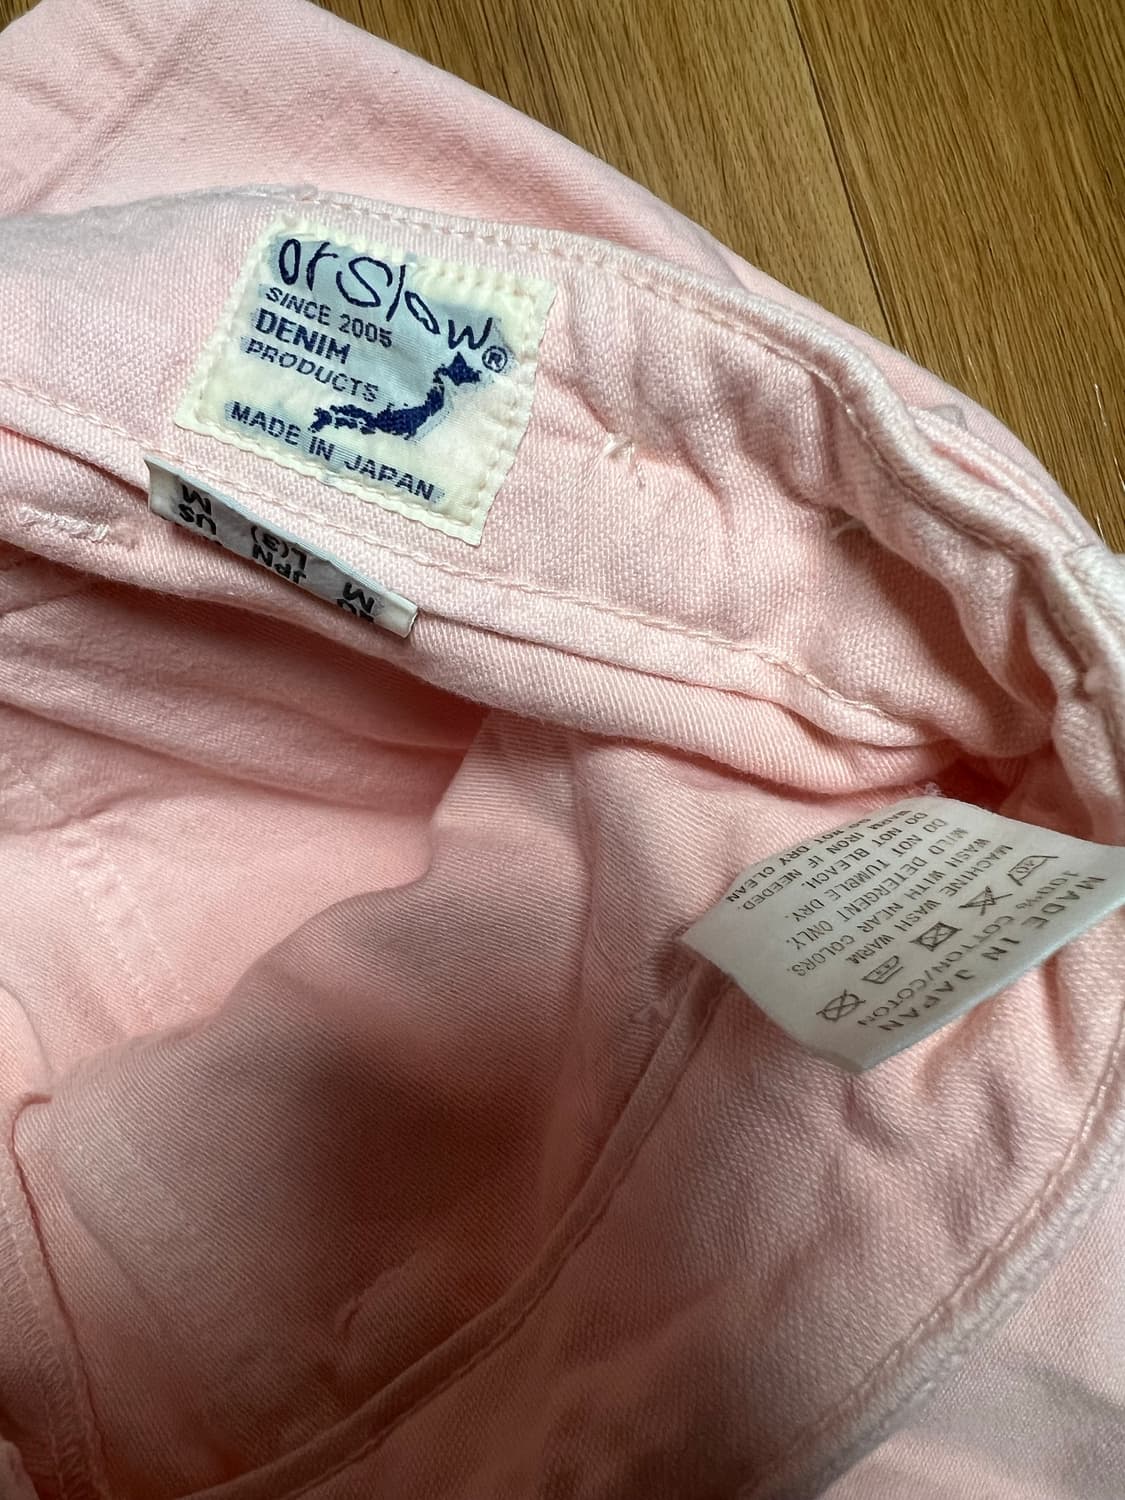 orSlow®
SINCE 2005
DENIM
PRODUCTS
MADE IN JAPAN
US JPN
M L(3) M
MADE IN JAPAN
100% COTTON/COTON
MACHINE WASH WARM
WASH WITH NEAR COLORS.
MILD DETERGENT ONLY.
DO NOT TUMBLE DRY.
DO NOT BLEACH.
WARM IRON IF NEEDED.
DO NOT DRY CLEAN